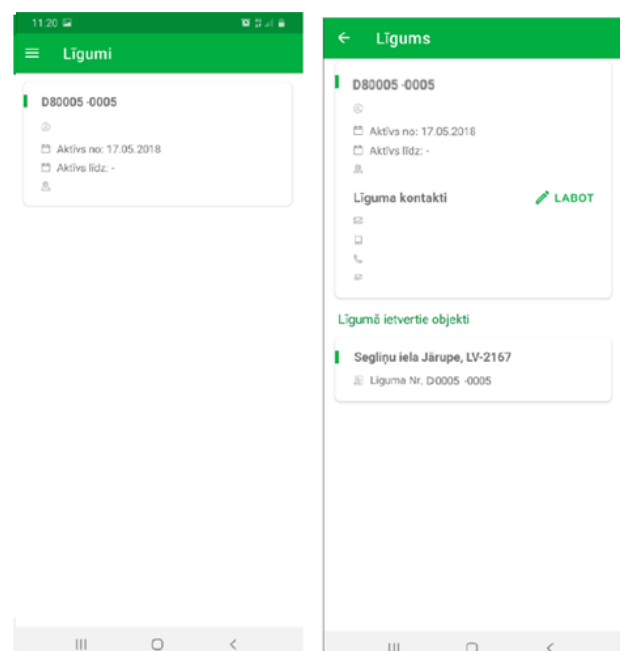 11:20
Līgumi
D80005 -0005
Aktīvs no: 17.05.2018
Aktīvs līdz: -
Līgums
D80005 -0005
Aktīvs no: 17.05.2018
Aktīvs līdz: -
Līguma kontakti
LABOT
Līgumā ietvertie objekti
Segliņu iela Jārupe, LV-2167
Līguma Nr. D0005 -0005